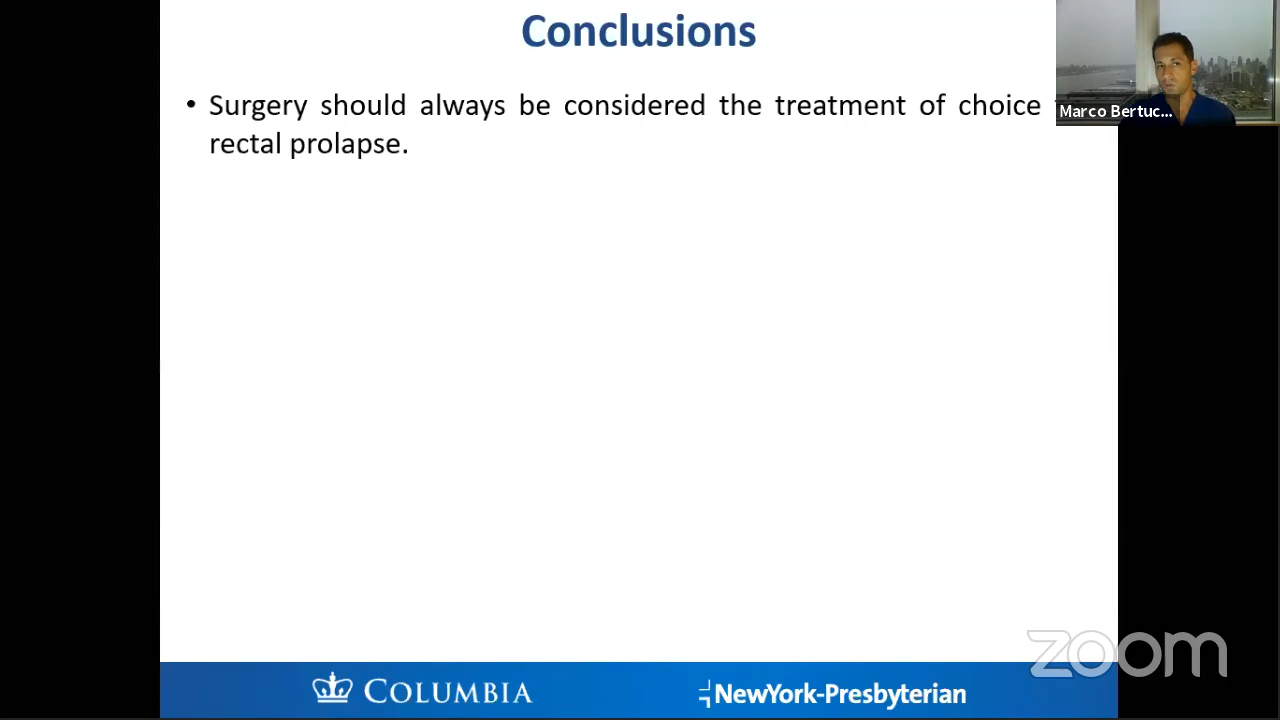 Conclusions
• Surgery should always be considered the treatment of choice
rectal prolapse.
Marco Bertuc...
zoom
COLUMBIA
NewYork-Presbyterian